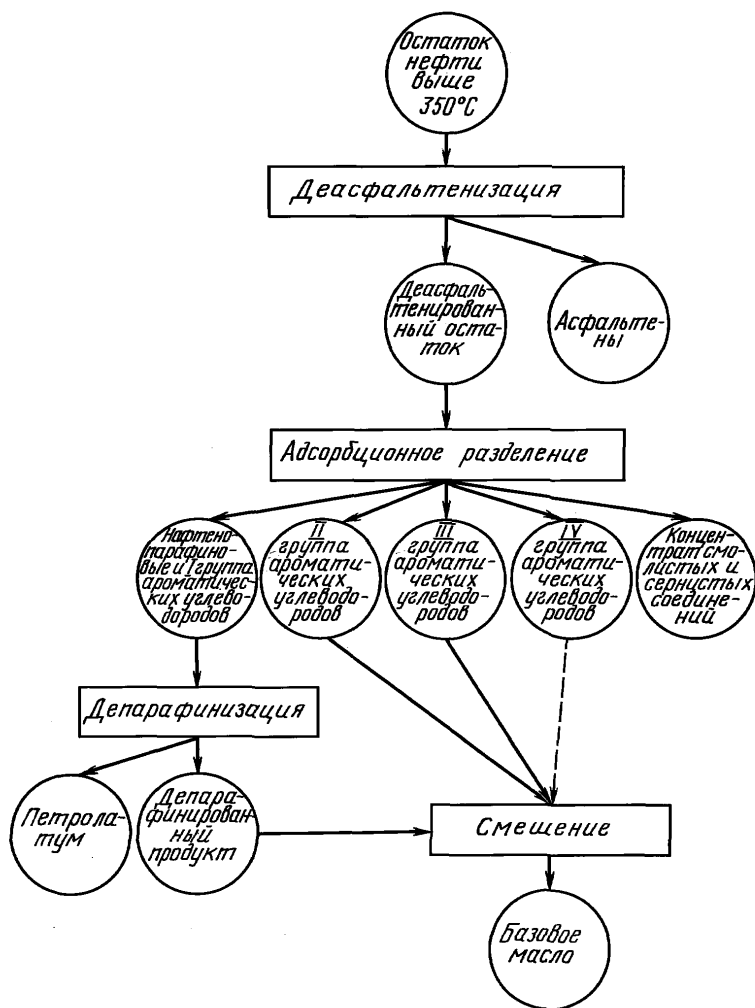 Остаток
нефти
выше
350°С
Деасфальтенизация
Деасфаль-
тенирован-
ный оста-
ток
Асфальте-
ны
Адсорбционное разделение
Нафтено-
парафино-
вые и I группа
ароматичес-
ких углево-
дородов
II
группа
аромати-
ческих
углеводо-
родов
III
группа
аромати-
ческих
углеводо-
родов
IV
группа
аромати-
ческих
углеводо-
родов
Концен-
трат смо-
листых и
сернистых
соедине-
ний
Депарафинизация
Петрола-
тум
Депара-
финирован-
ный
продукт
Смешение
Базовое
масло